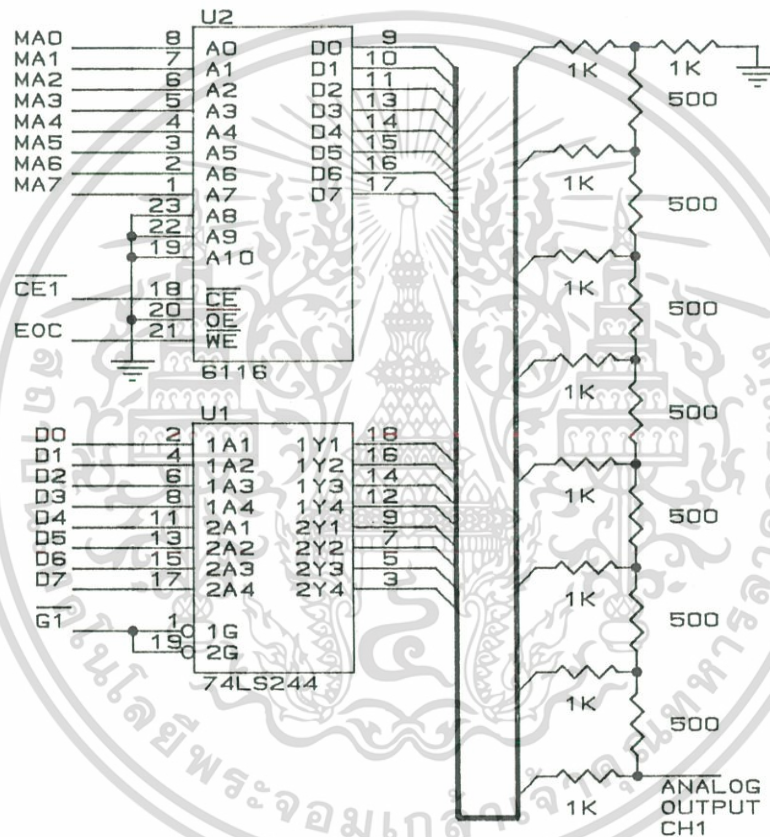 U2
MA0 8 A0 D0 9
MA1 7 A1 D1 10
MA2 6 A2 D2 11
MA3 5 A3 D3 13
MA4 4 A4 D4 14
MA5 3 A5 D5 15
MA6 2 A6 D6 16
MA7 1 A7 D7 17
23 A8
22 A9
19 A10
CE1 18 CE
20 OE
EOC 21 WE
6116
U1
D0 2 1A1 1Y1 18
D1 4 1A2 1Y2 16
D2 6 1A3 1Y3 14
D3 8 1A4 1Y4 12
D4 11 2A1 2Y1 9
D5 13 2A2 2Y2 7
D6 15 2A3 2Y3 5
D7 17 2A4 2Y4 3
G1 1 1G
19 2G
74LS244
1K 1K
500
1K
500
1K
500
1K
500
1K
500
1K
500
1K
500
1K
ANALOG
OUTPUT
CH1